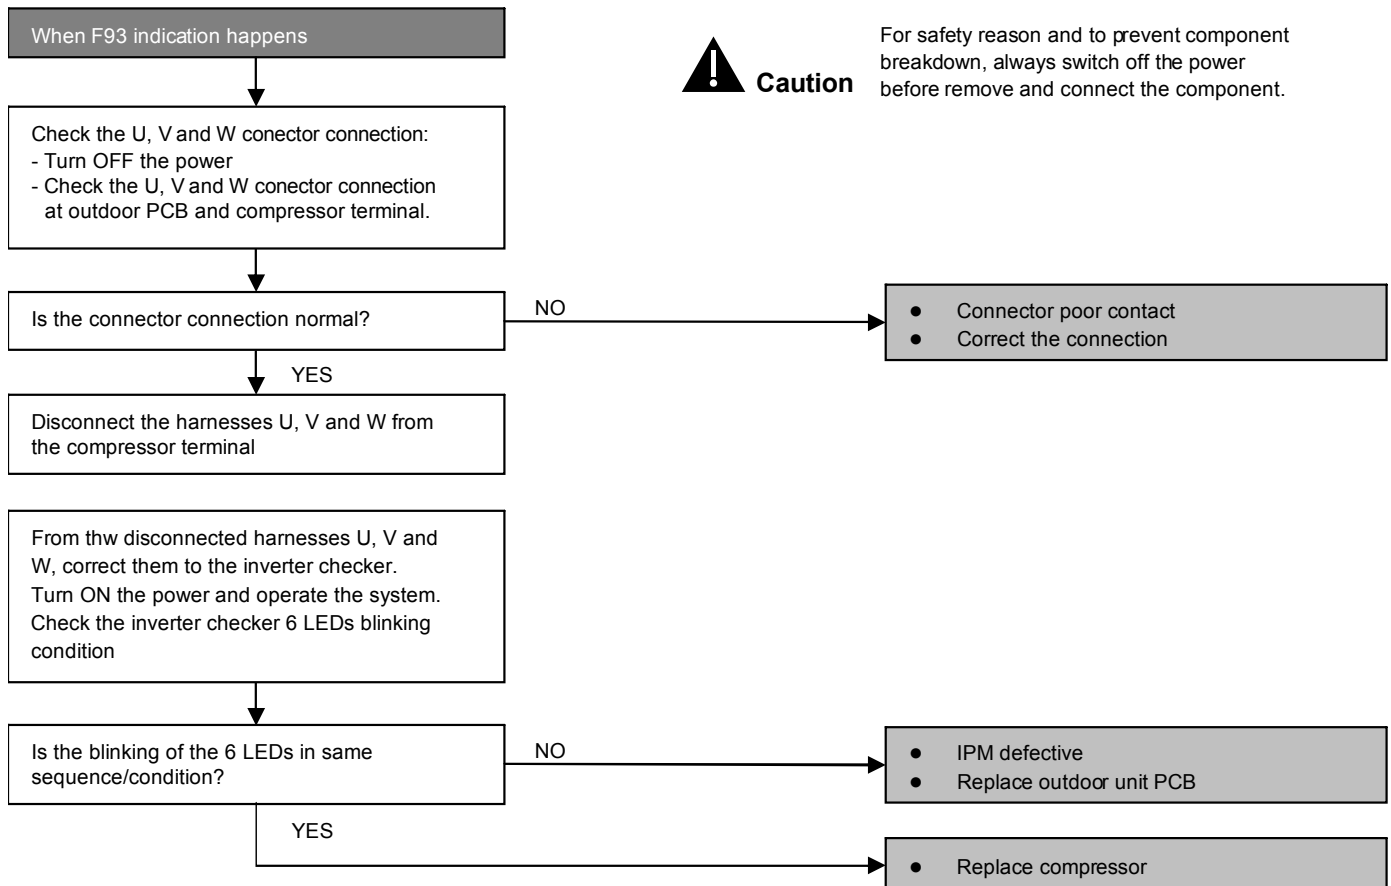 When F93 indication happens
Caution
For safety reason and to prevent component
breakdown, always switch off the power
before remove and connect the component.
Check the U, V and W conector connection:
- Turn OFF the power
- Check the U, V and W conector connection
at outdoor PCB and compressor terminal.
Is the connector connection normal?
NO
● Connector poor contact
● Correct the connection
YES
Disconnect the harnesses U, V and W from
the compressor terminal
From thw disconnected harnesses U, V and
W, correct them to the inverter checker.
Turn ON the power and operate the system.
Check the inverter checker 6 LEDs blinking
condition
Is the blinking of the 6 LEDs in same
sequence/condition?
NO
● IPM defective
● Replace outdoor unit PCB
YES
● Replace compressor